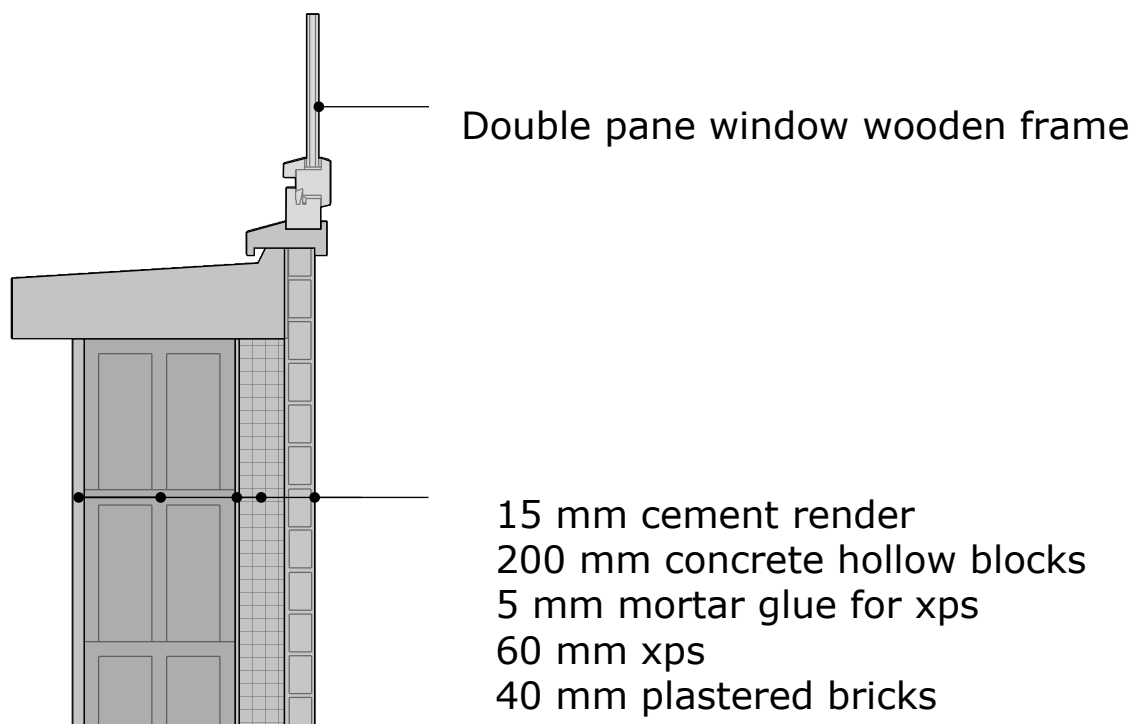 Double pane window wooden frame
15 mm cement render
200 mm concrete hollow blocks
5 mm mortar glue for xps
60 mm xps
40 mm plastered bricks